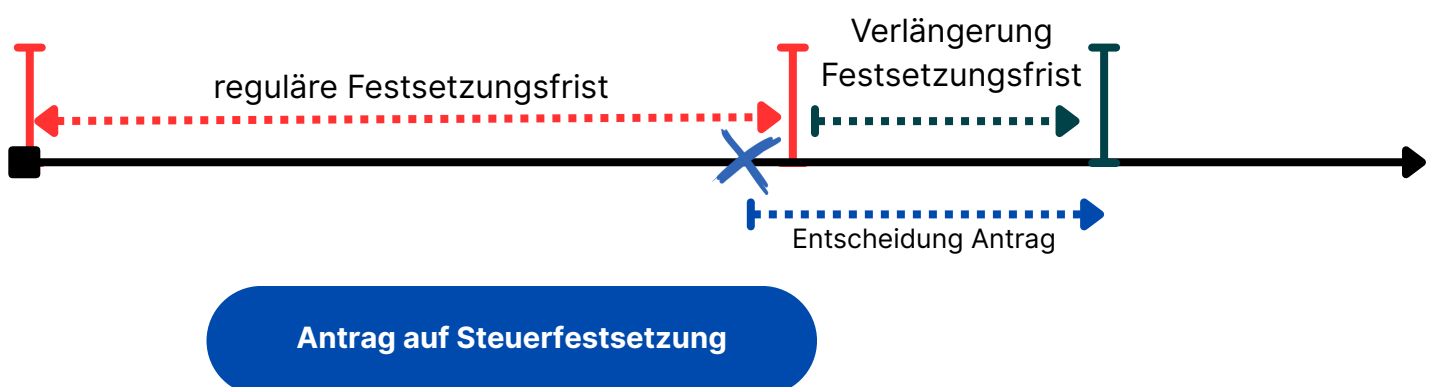 Verlängerung
Festsetzungsfrist
reguläre Festsetzungsfrist
Entscheidung Antrag
Antrag auf Steuerfestsetzung